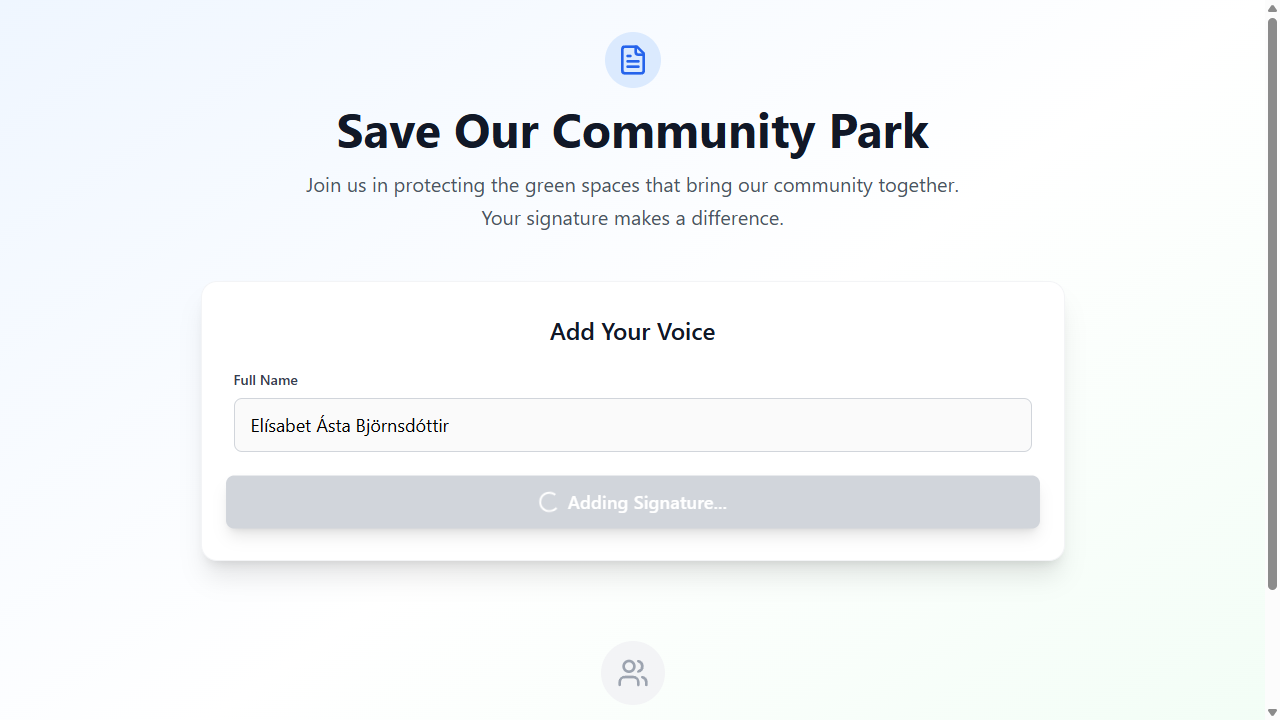 Save Our Community Park
Join us in protecting the green spaces that bring our community together.
Your signature makes a difference.
Add Your Voice
Full Name
Elísabet Ásta Björnsdóttir
Adding Signature...